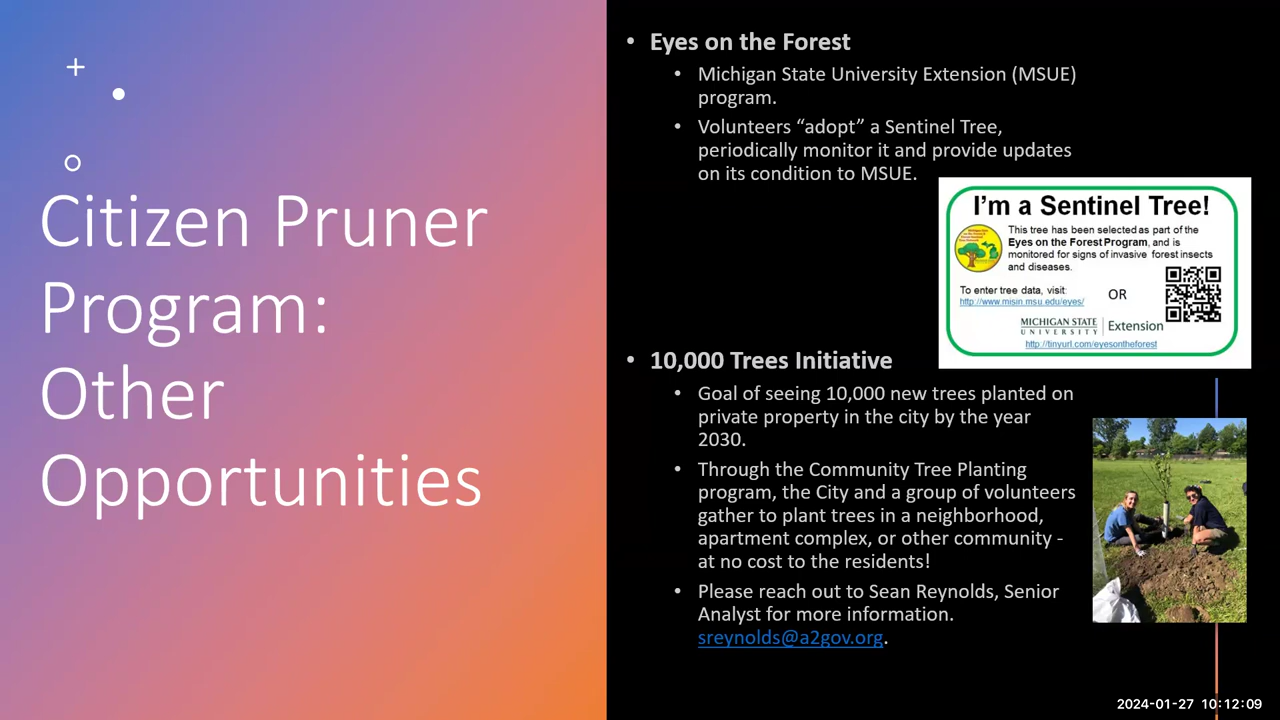 Citizen Pruner
Program:
Other
Opportunities
• Eyes on the Forest
• Michigan State University Extension (MSUE)
program.
• Volunteers “adopt” a Sentinel Tree,
periodically monitor it and provide updates
on its condition to MSUE.
I'm a Sentinel Tree!
This tree has been selected as part of the
Eyes on the Forest Program, and is
monitored for signs of invasive forest insects
and diseases.
To enter tree data, visit:
http://www.misin.msu.edu/eyes/
OR
MICHIGAN STATE
UNIVERSITY
Extension
http://tinyurl.com/eyesontheforest
• 10,000 Trees Initiative
• Goal of seeing 10,000 new trees planted on
private property in the city by the year
2030.
• Through the Community Tree Planting
program, the City and a group of volunteers
gather to plant trees in a neighborhood,
apartment complex, or other community -
at no cost to the residents!
• Please reach out to Sean Reynolds, Senior
Analyst for more information.
sreynolds@a2gov.org.
2024-01-27 10:12:09